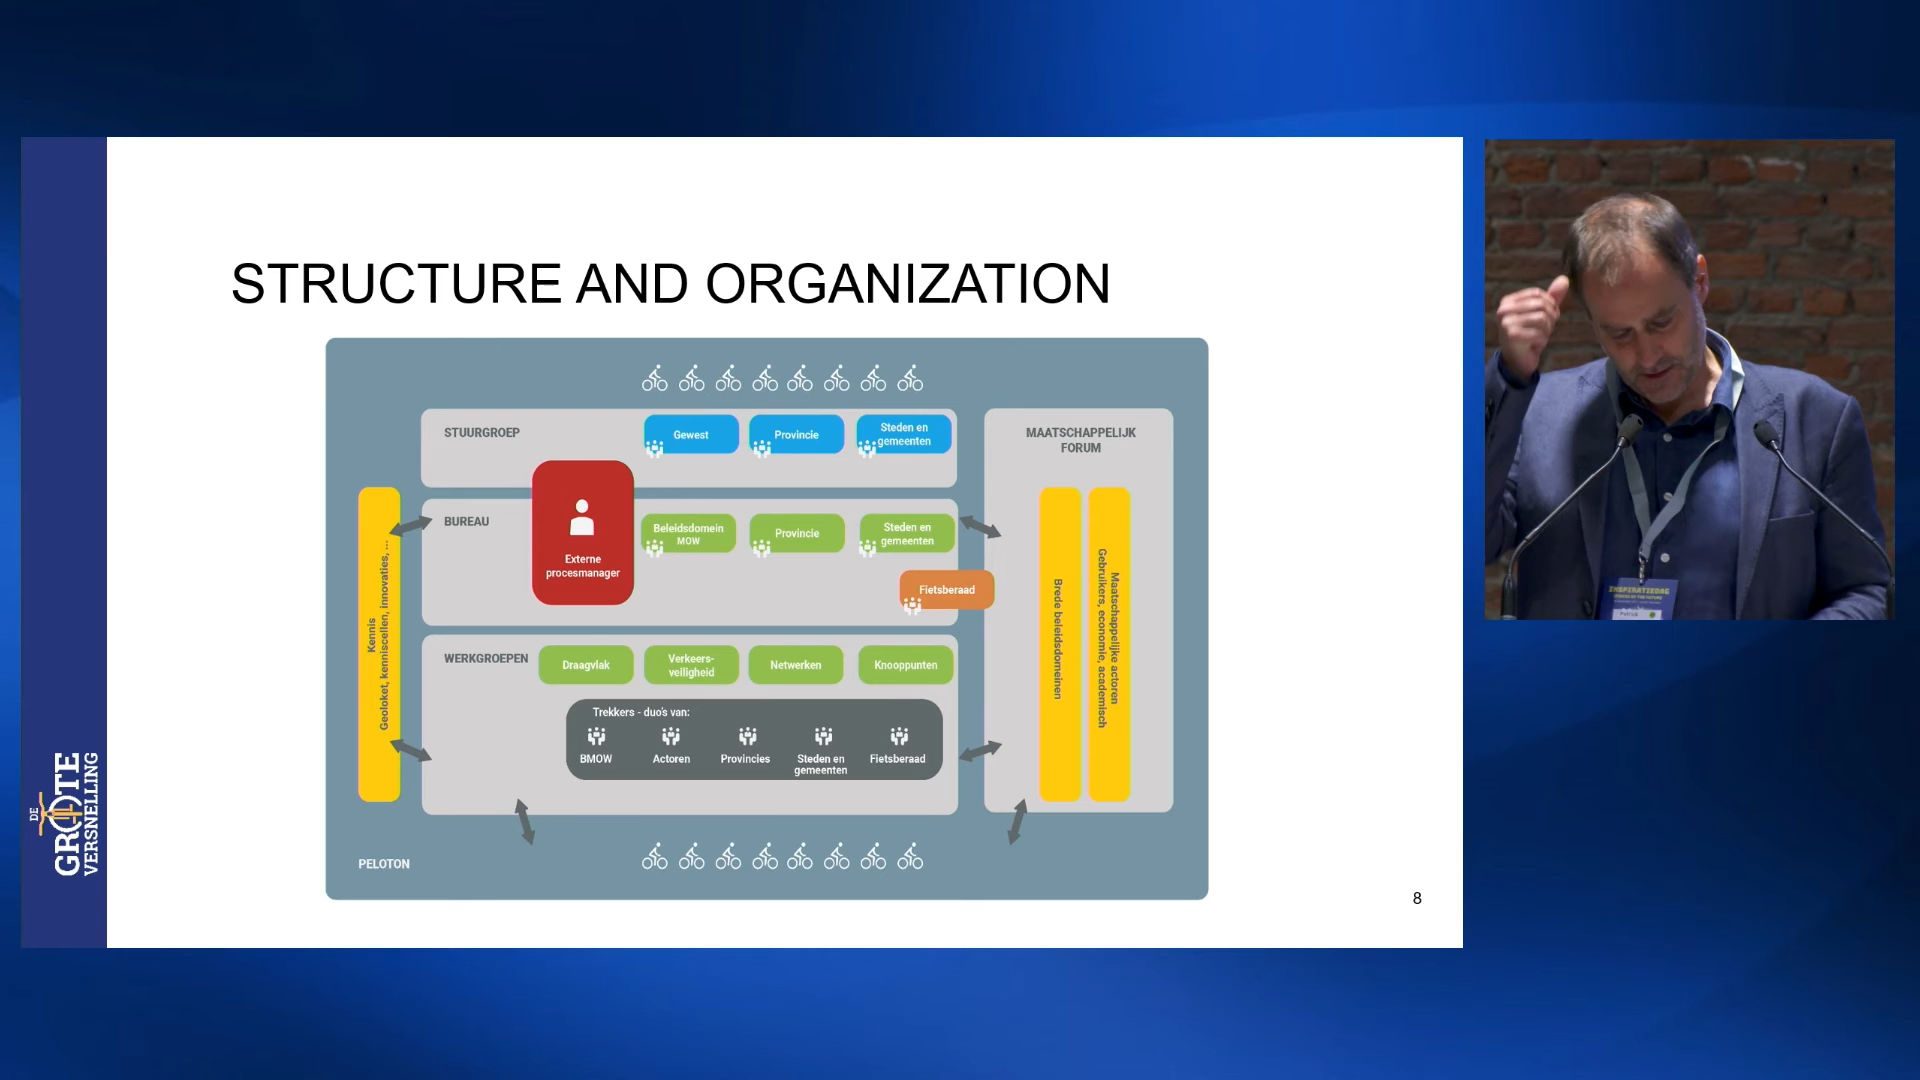 STRUCTURE AND ORGANIZATION
STUURGROEP
Gewest
Provincie
Steden en
gemeenten
MAATSCHAPPELIJK
FORUM
BUREAU
Externe
procesmanager
Beleidsdomein
MOW
Provincie
Steden en
gemeenten
Fietsberaad
Kennis
Geoloket, kenniscellen, innovaties, ...
Brede beleidsdomeinen
Maatschappelijke actoren
Gebruikers, economie, academisch
WERKGROEPEN
Draagvlak
Verkeers-
veiligheid
Netwerken
Knooppunten
Trekkers - duo's van:
BMOW
Actoren
Provincies
Steden en
gemeenten
Fietsberaad
PELOTON
8
DE
GROTE
VERSNELLING
INSPIRATIEDAG